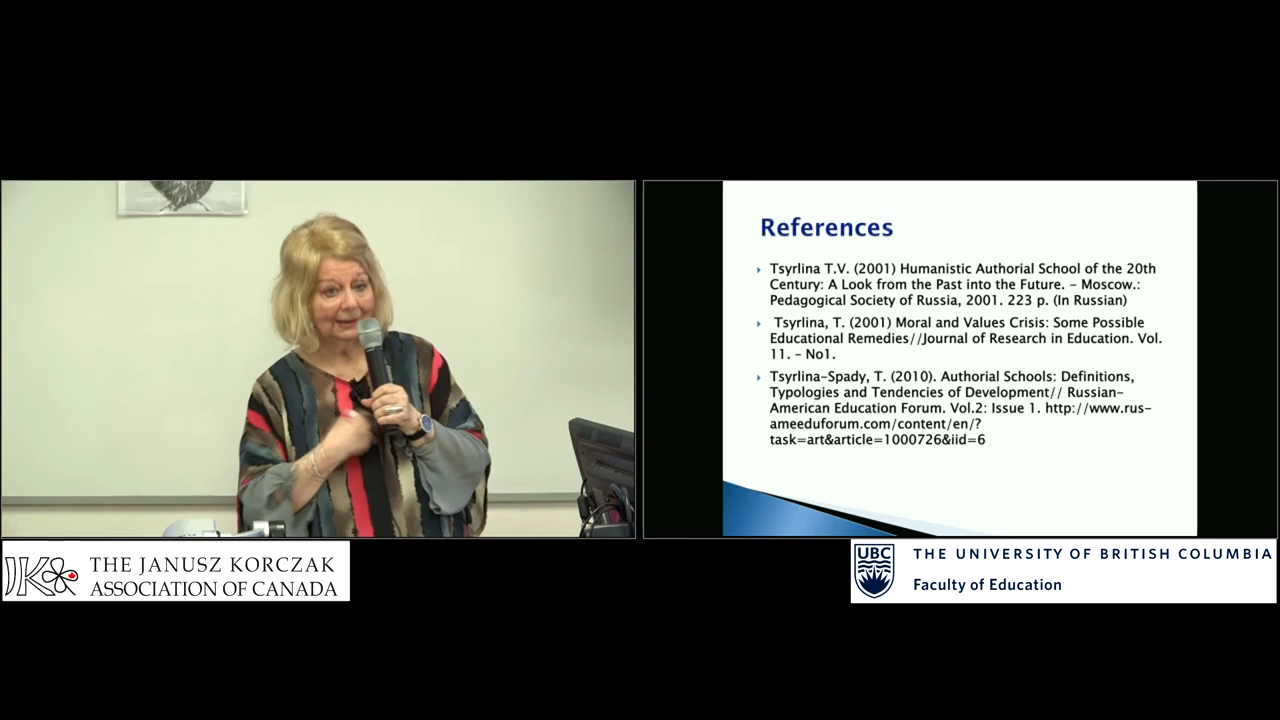 References
Tsyrlina T.V. (2001) Humanistic Authorial School of the 20th
Century: A Look from the Past into the Future. – Moscow.:
Pedagogical Society of Russia, 2001. 223 p. (In Russian)
Tsyrlina, T. (2001) Moral and Values Crisis: Some Possible
Educational Remedies//Journal of Research in Education. Vol.
11. – No1.
Tsyrlina-Spady, T. (2010). Authorial Schools: Definitions,
Typologies and Tendencies of Development// Russian-
American Education Forum. Vol.2: Issue 1. http://www.rus-
ameeduforum.com/content/en/?
task=art&article=1000726&iid=6
JK
THE JANUSZ KORCZAK
ASSOCIATION OF CANADA
UBC
THE UNIVERSITY OF BRITISH COLUMBIA
Faculty of Education